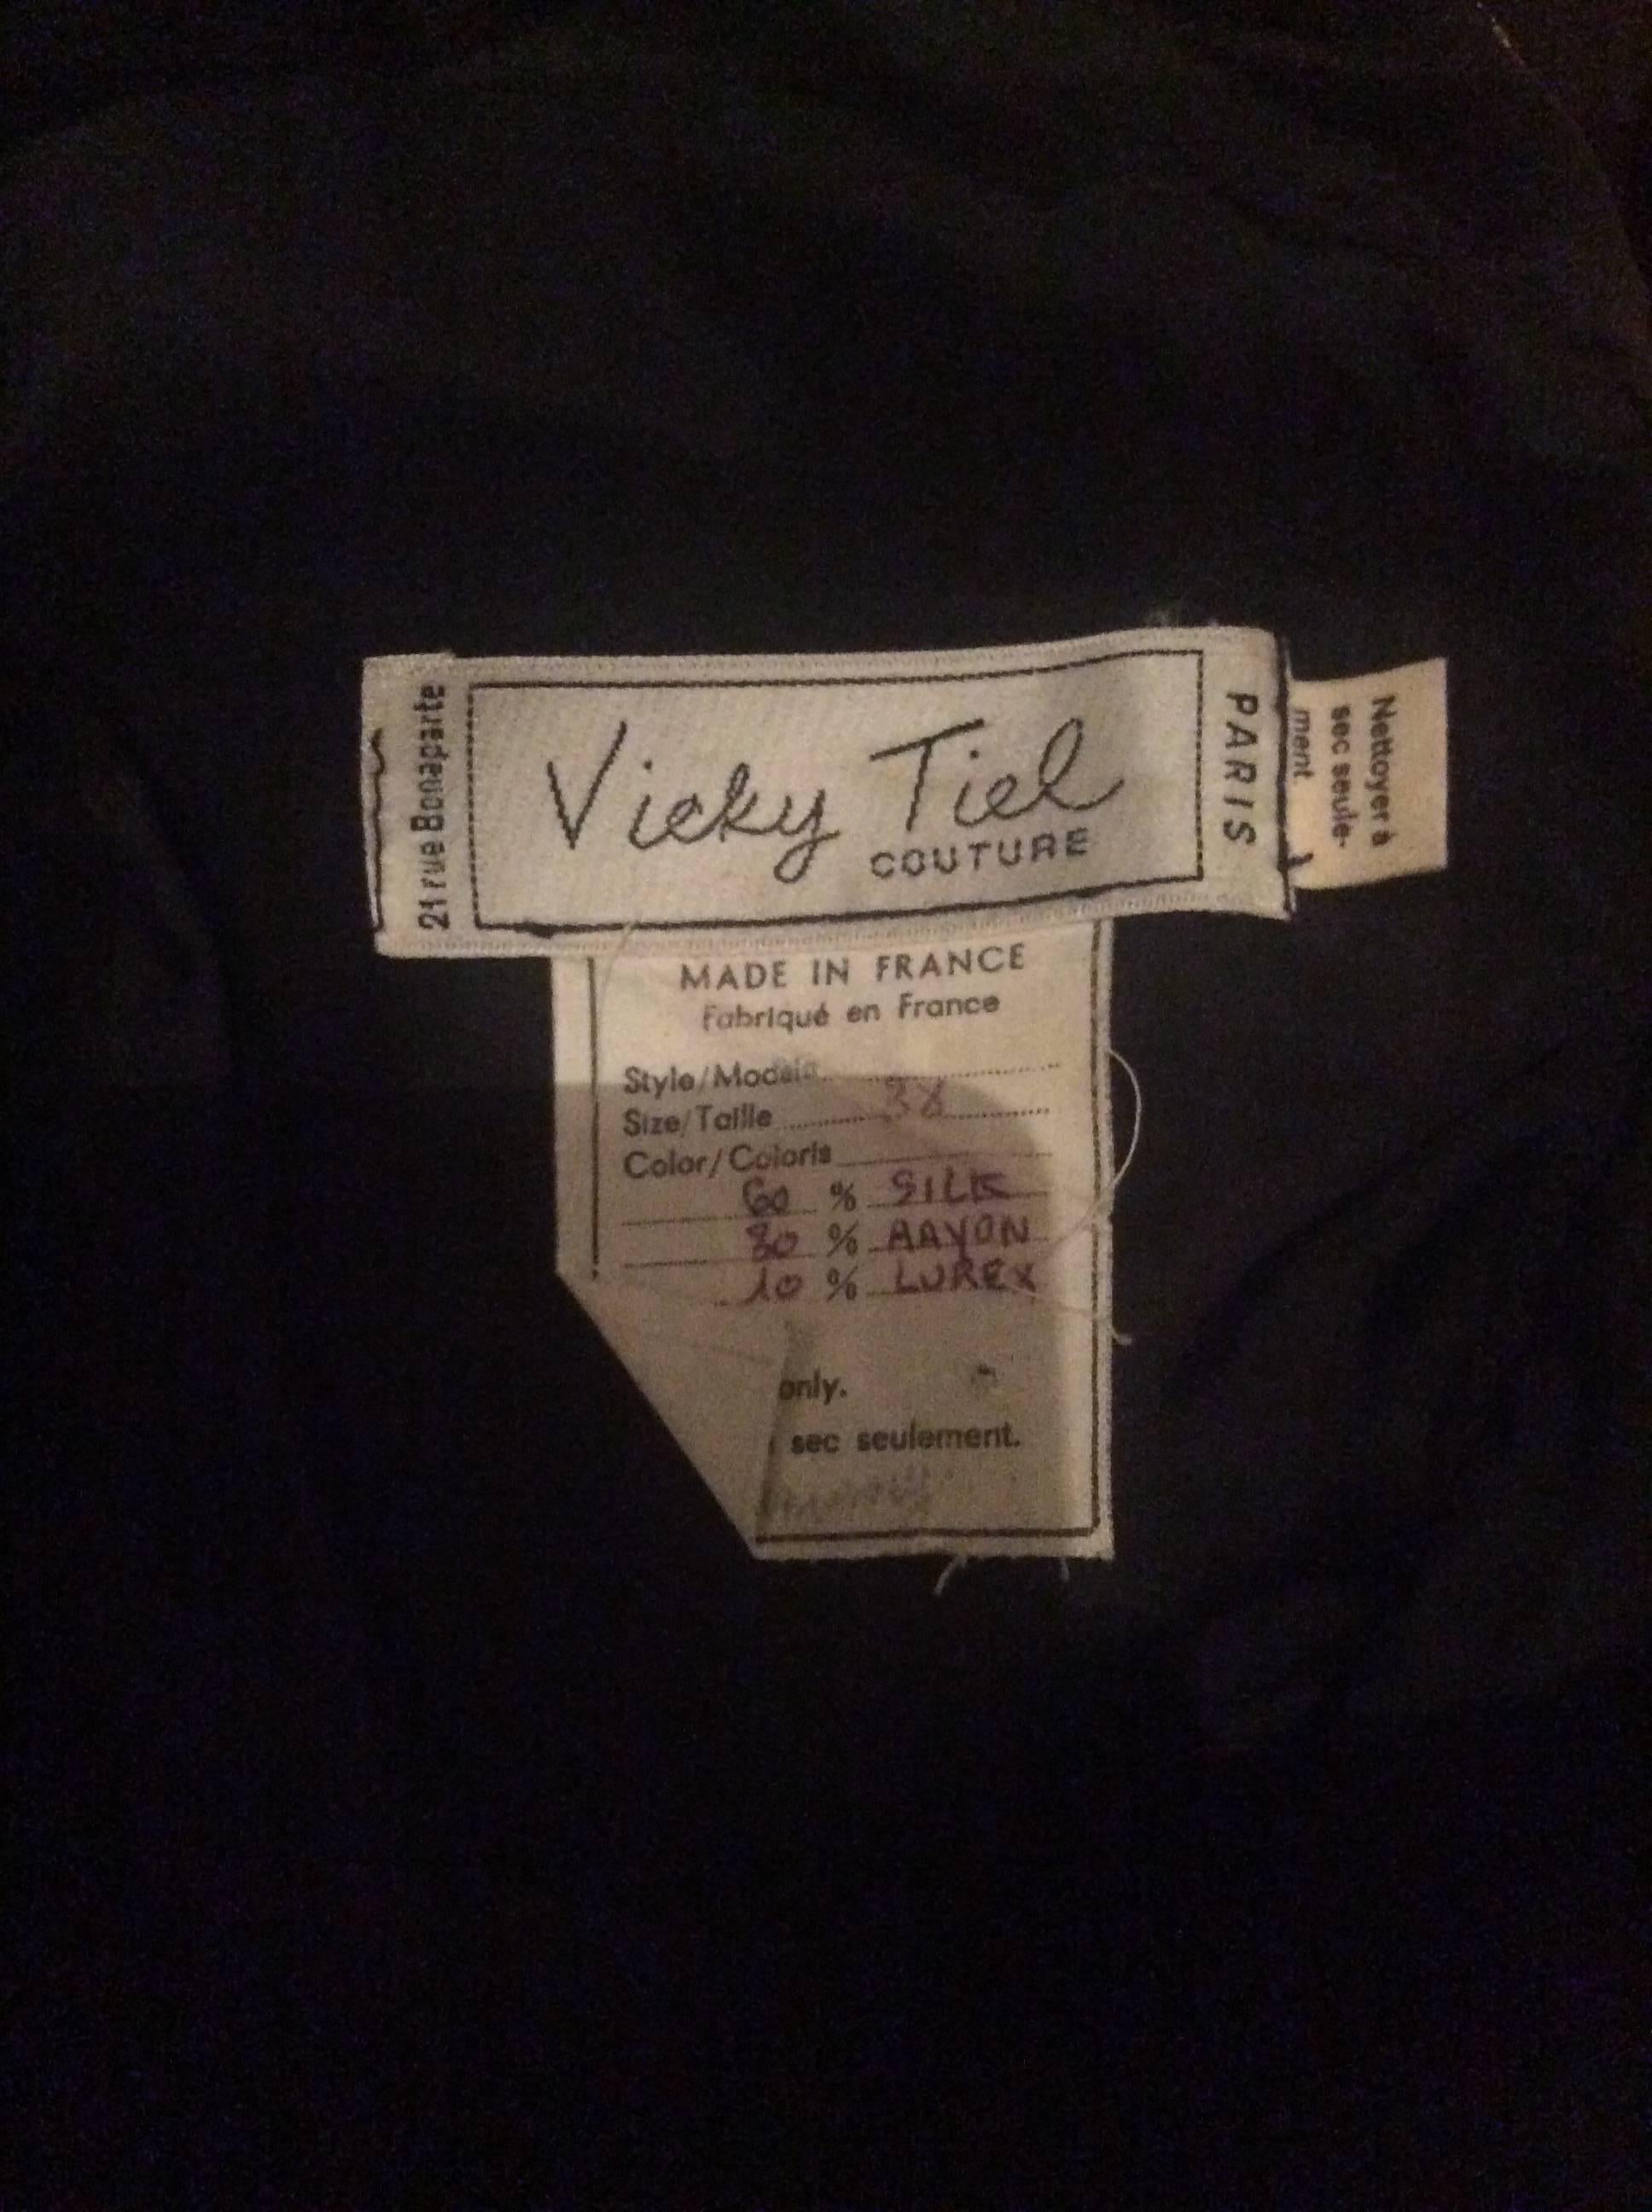 21 rue Bonaparte
Vicky Tiel
COUTURE
PARIS
Nettoyer à
sec seule-
ment
MADE IN FRANCE
Fabriqué en France
Style/Modèle
Size/Taille 38
Color/Coloris
60 % SILK
30 % RAYON
10 % LUREX
only.
sec seulement.